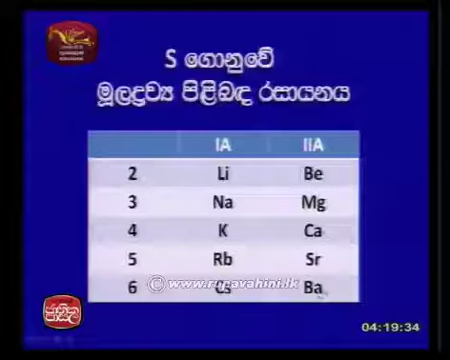 S ගොනුවේ
මූලද්‍රව්‍ය පිළිබඳ රසායනය
IA IIA
2 Li Be
3 Na Mg
4 K Ca
5 Rb Sr
© www.rupavahini.lk
6 Cs Ba
04:19:34